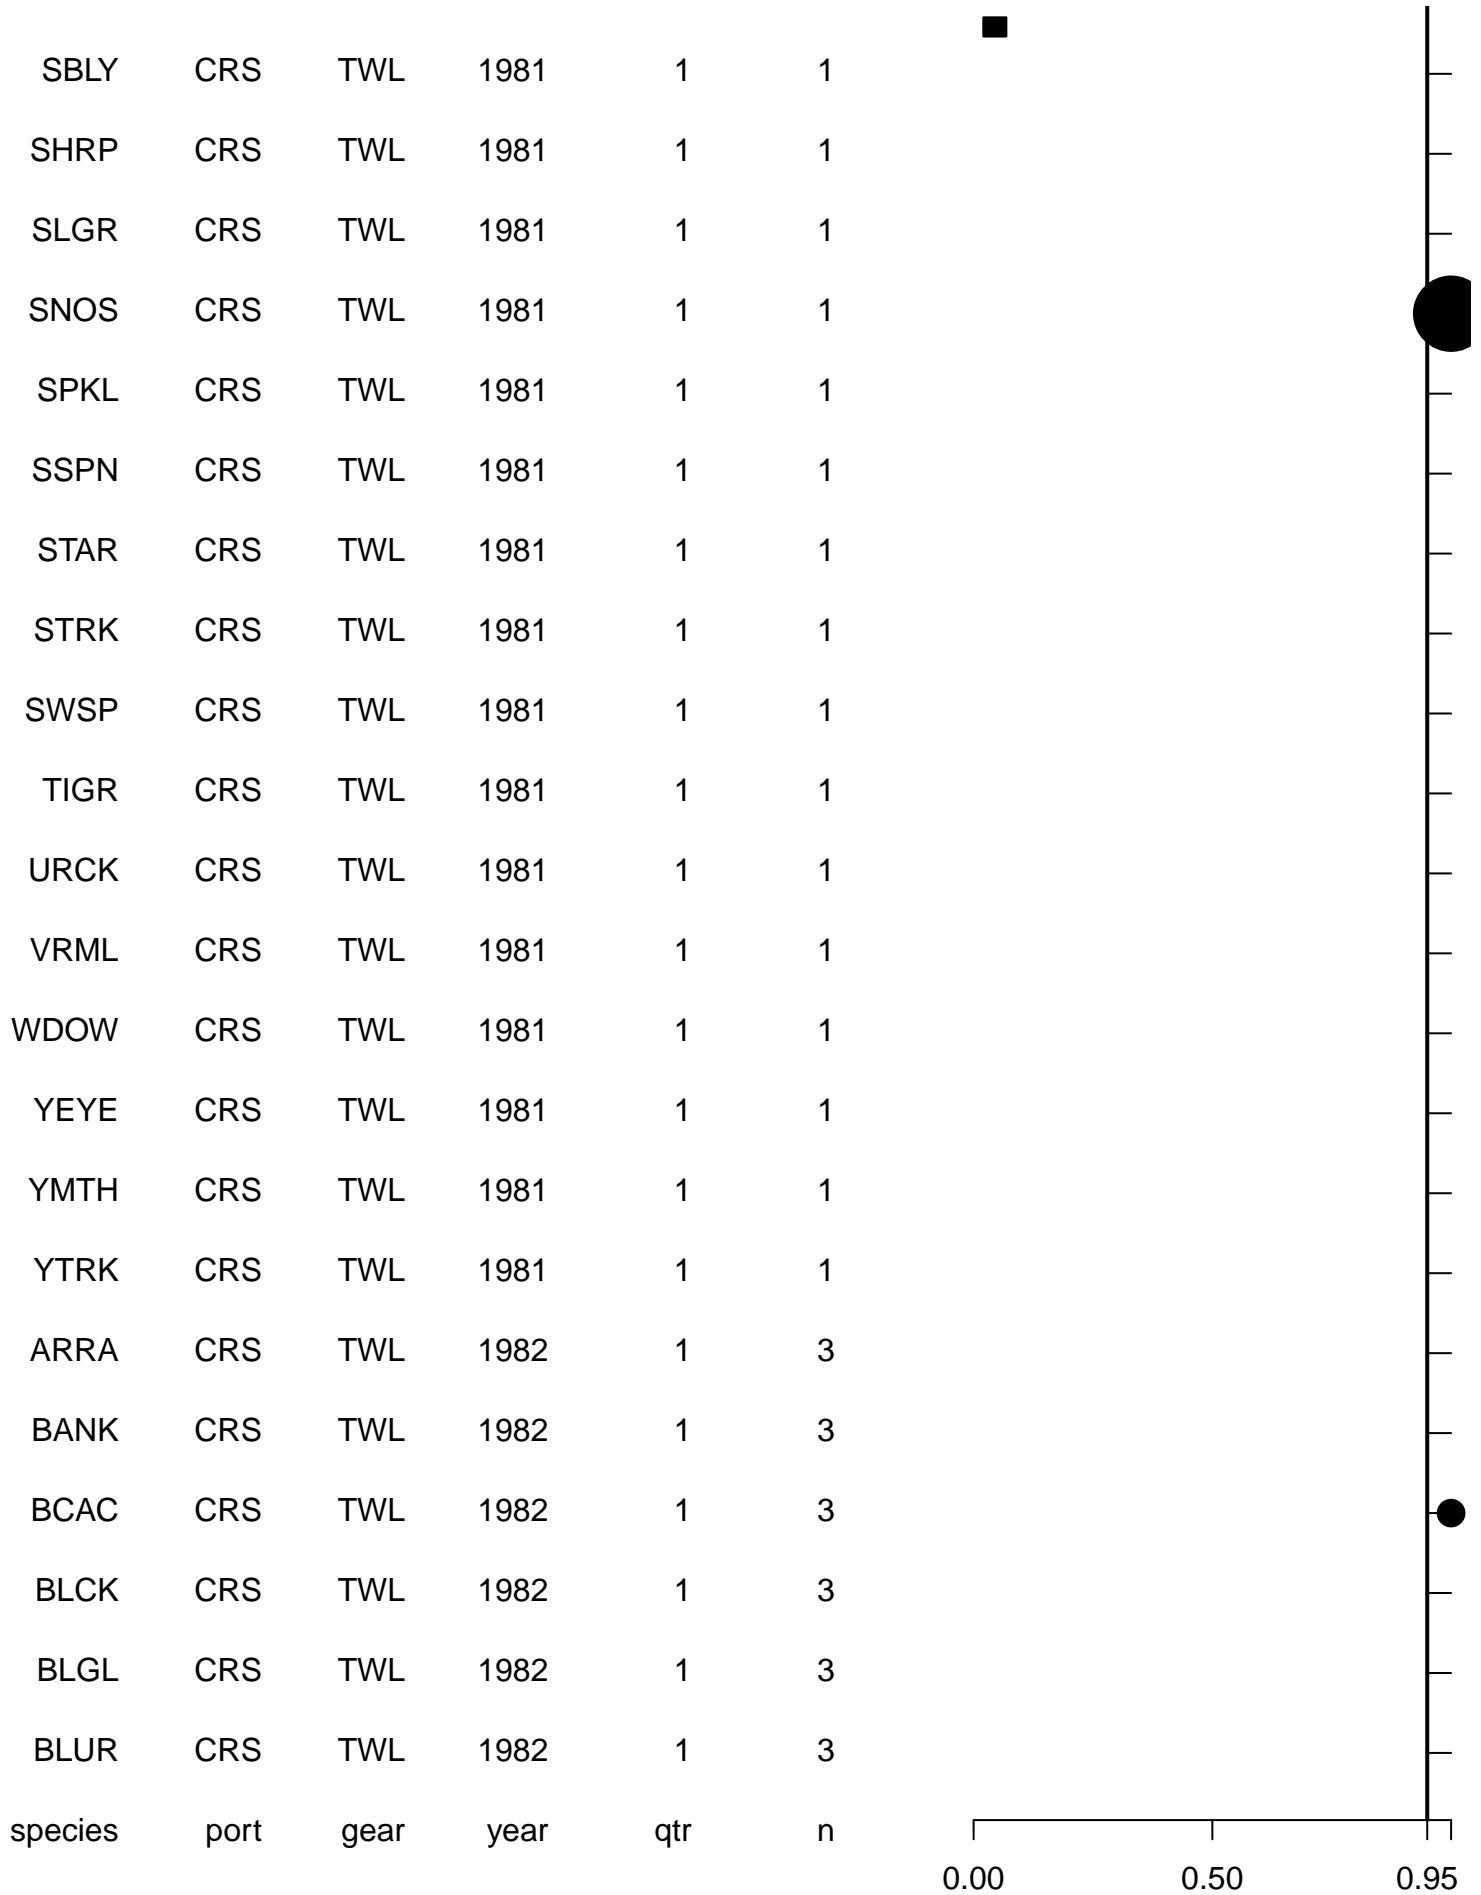 SBLY CRS TWL 1981 1 1
SHRP CRS TWL 1981 1 1
SLGR CRS TWL 1981 1 1
SNOS CRS TWL 1981 1 1
SPKL CRS TWL 1981 1 1
SSPN CRS TWL 1981 1 1
STAR CRS TWL 1981 1 1
STRK CRS TWL 1981 1 1
SWSP CRS TWL 1981 1 1
TIGR CRS TWL 1981 1 1
URCK CRS TWL 1981 1 1
VRML CRS TWL 1981 1 1
WDOW CRS TWL 1981 1 1
YEYE CRS TWL 1981 1 1
YMTH CRS TWL 1981 1 1
YTRK CRS TWL 1981 1 1
ARRA CRS TWL 1982 1 3
BANK CRS TWL 1982 1 3
BCAC CRS TWL 1982 1 3
BLCK CRS TWL 1982 1 3
BLGL CRS TWL 1982 1 3
BLUR CRS TWL 1982 1 3
species port gear year qtr n
0.00 0.50 0.95